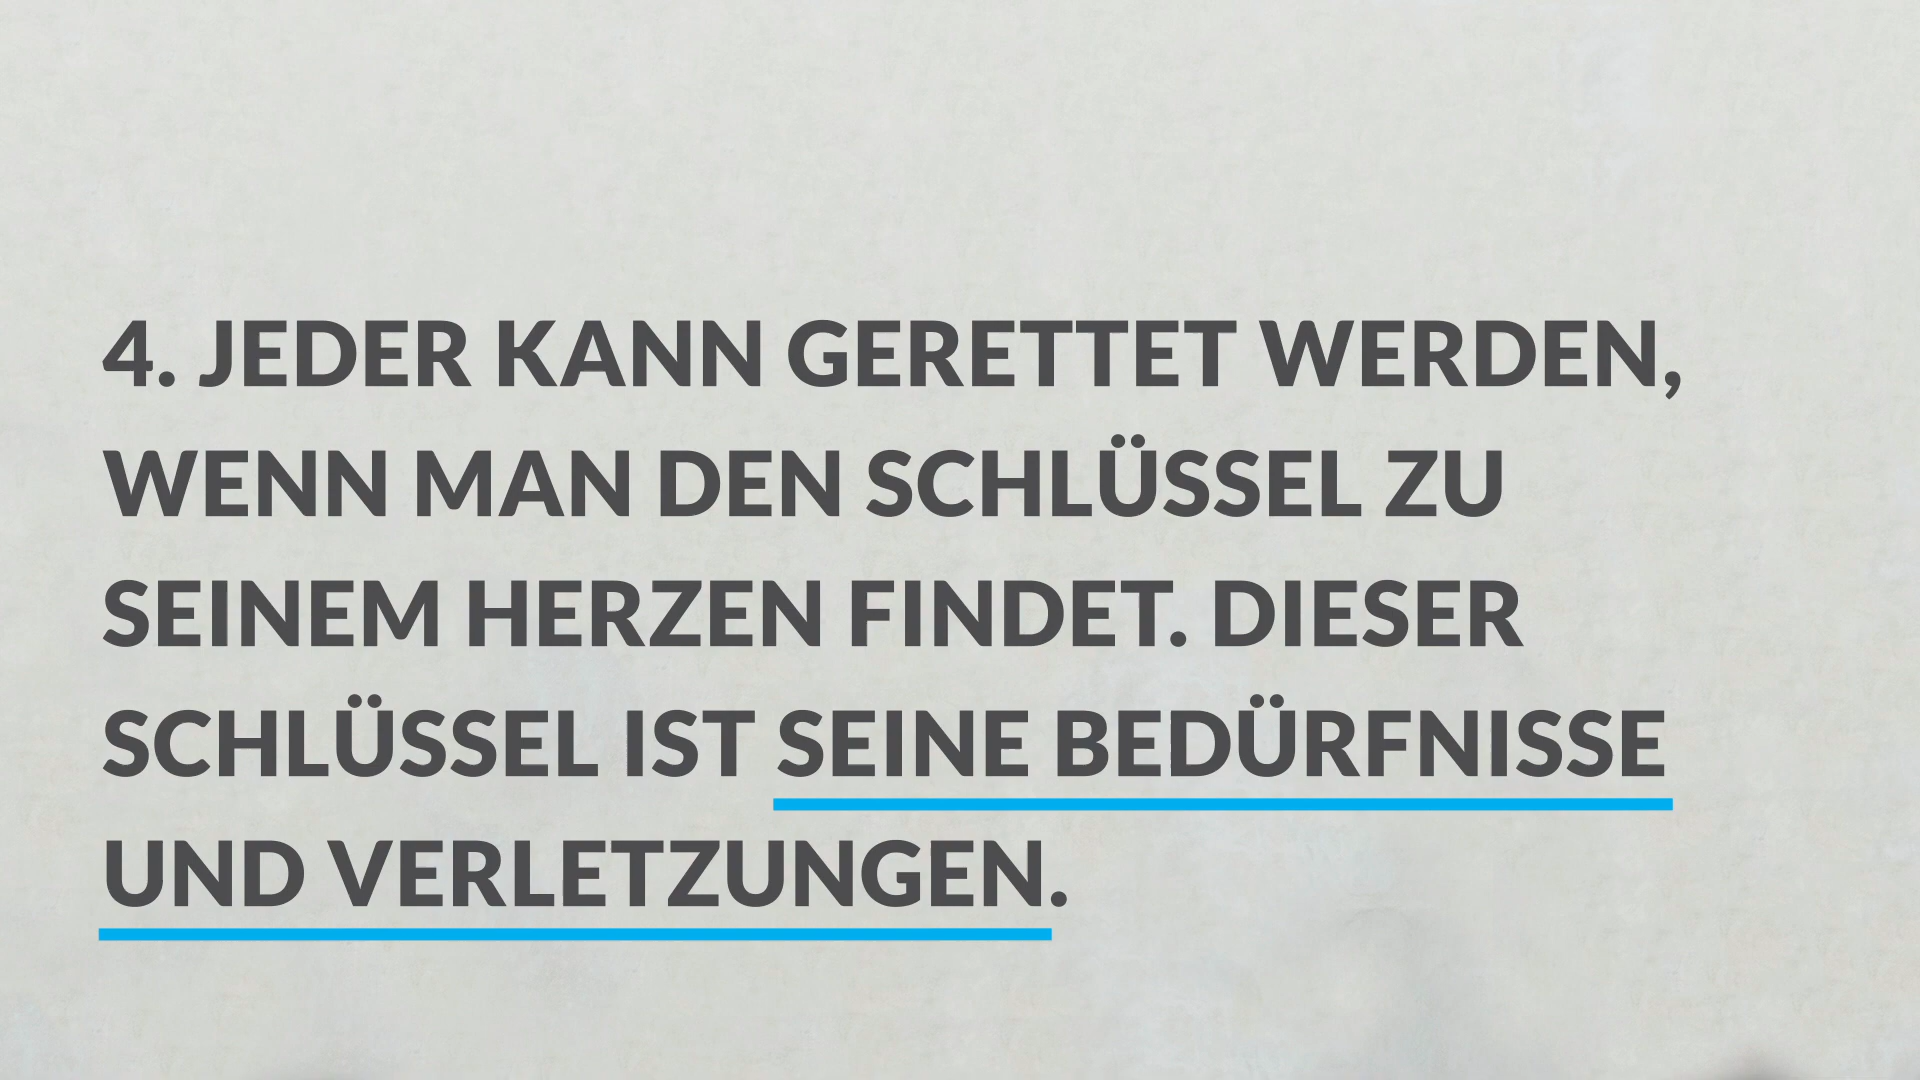 4. JEDER KANN GERETTET WERDEN,
WENN MAN DEN SCHLÜSSEL ZU
SEINEM HERZEN FINDET. DIESER
SCHLÜSSEL IST SEINE BEDÜRFNISSE
UND VERLETZUNGEN.